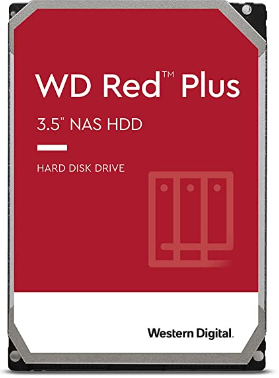 WD Red™ Plus
3.5" NAS HDD
HARD DISK DRIVE
Western Digital.